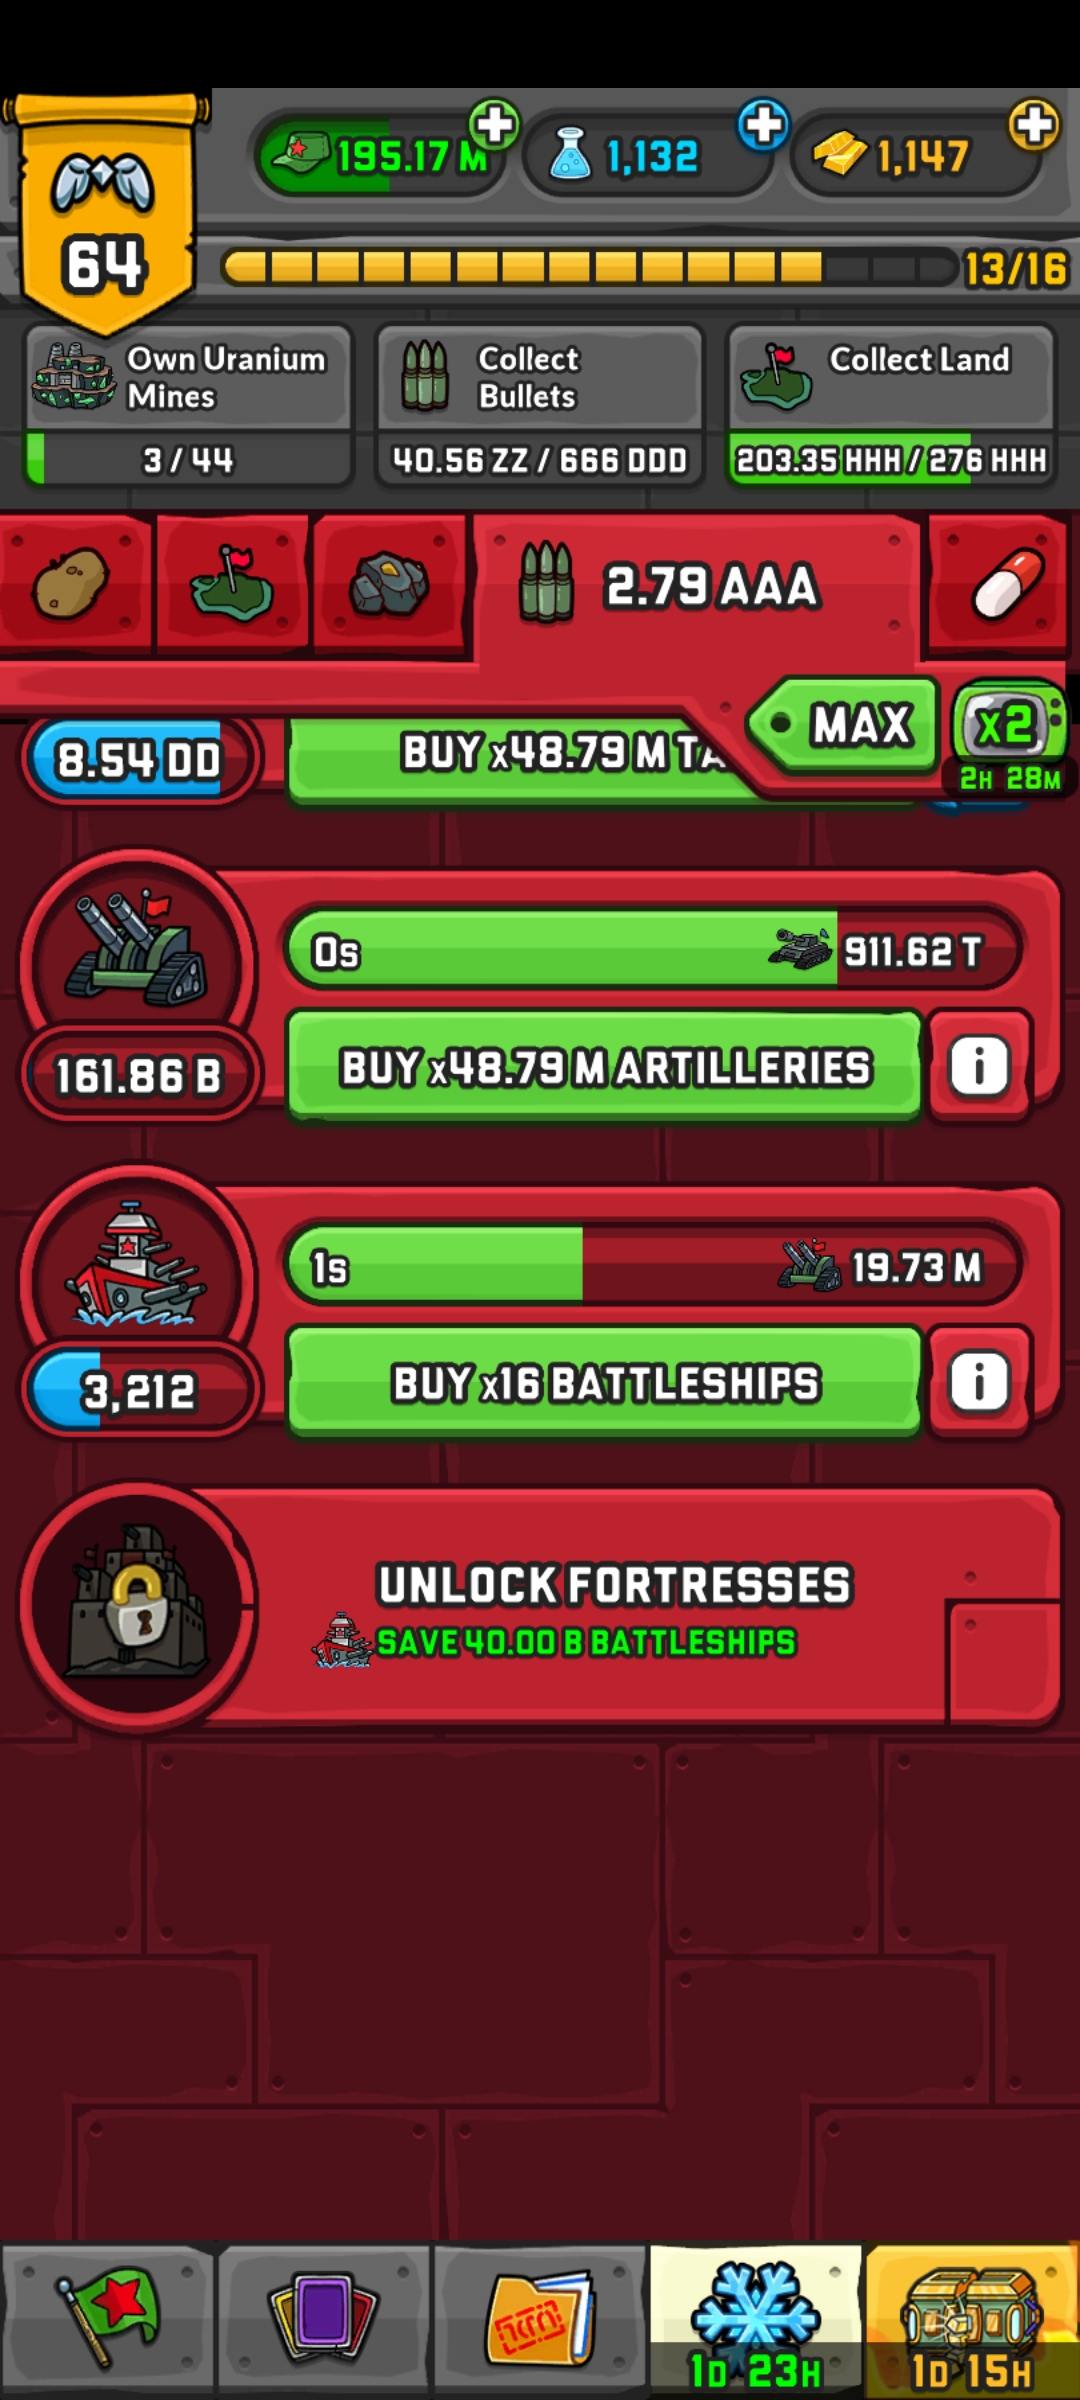 195.17 M
1,132
1,147
64
13/16
Own Uranium
Mines
3 / 44
Collect
Bullets
40.56 ZZ / 666 DDD
Collect Land
203.35 HHH / 276 HHH
2.79 AAA
MAX
x2
2H 28M
8.54 DD
BUY x48.79 M TA
0s
911.62 T
161.86 B
BUY x48.79 M ARTILLERIES
i
1s
19.73 M
3,212
BUY x16 BATTLESHIPS
i
UNLOCK FORTRESSES
SAVE 40.00 B BATTLESHIPS
1D 23H
1D 15H